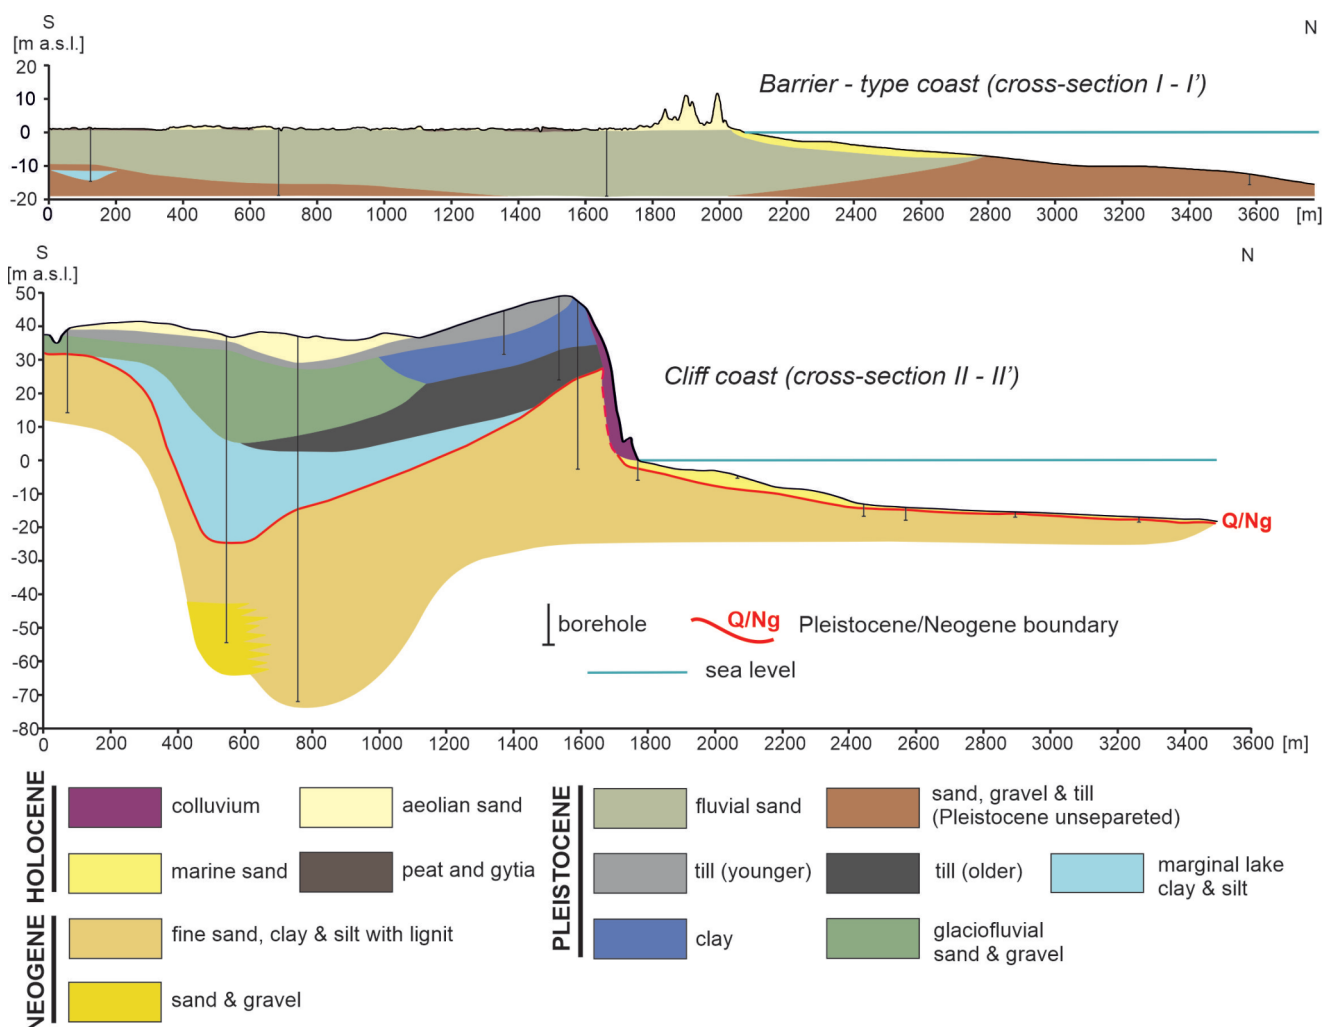 S
N
[m a.s.l.]
20
10
0
-10
-20
Barrier - type coast (cross-section I - I')
0 200 400 600 800 1000 1200 1400 1600 1800 2000 2200 2400 2600 2800 3000 3200 3400 3600 [m]
S
N
[m a.s.l.]
50
40
30
20
10
0
-10
-20
-30
-40
-50
-60
-70
-80
Cliff coast (cross-section II - II')
Q/Ng
borehole
Q/Ng
Pleistocene/Neogene boundary
sea level
0 200 400 600 800 1000 1200 1400 1600 1800 2000 2200 2400 2600 2800 3000 3200 3400 3600 [m]
HOLOCENE
colluvium
aeolian sand
marine sand
peat and gytia
NEOGENE
fine sand, clay & silt with lignit
sand & gravel
PLEISTOCENE
fluvial sand
sand, gravel & till
(Pleistocene unsepareted)
till (younger)
till (older)
marginal lake
clay & silt
clay
glaciofluvial
sand & gravel